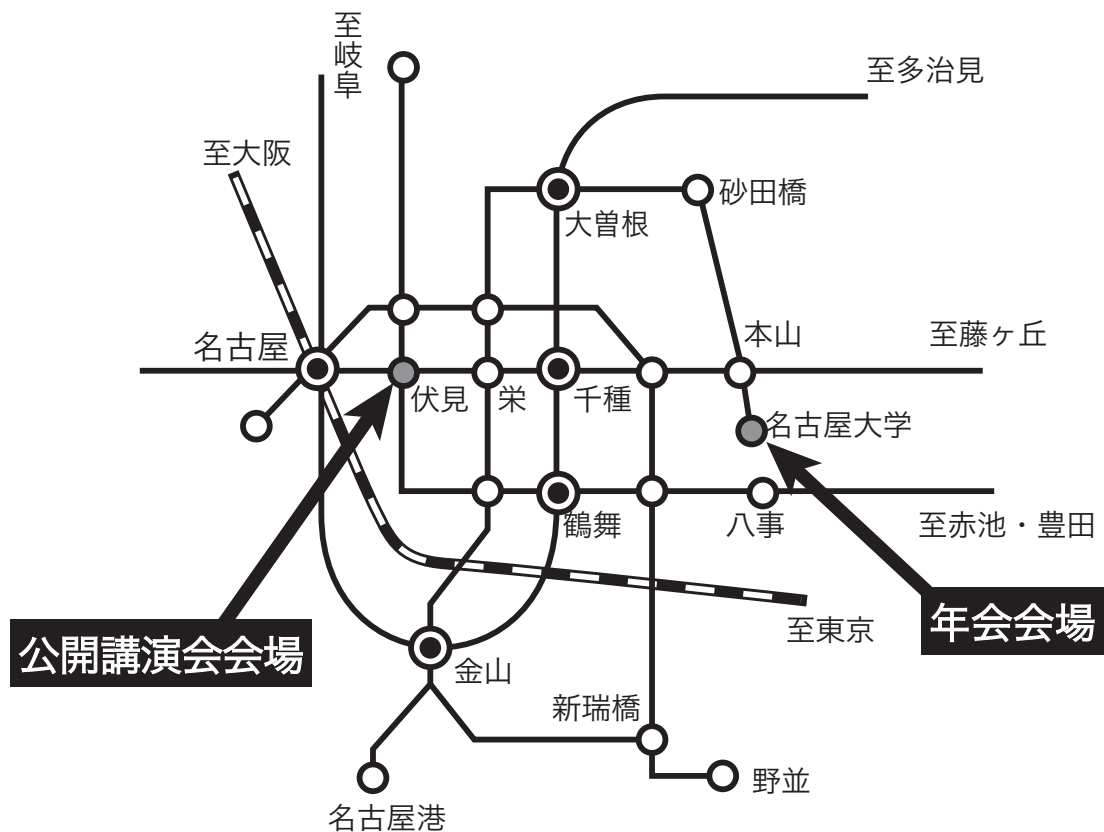 至岐阜
至多治見
至大阪
砂田橋
大曽根
本山
至藤ヶ丘
名古屋
伏見
栄
千種
名古屋大学
鶴舞
八事
至赤池・豊田
年会会場
至東京
公開講演会会場
金山
新瑞橋
野並
名古屋港